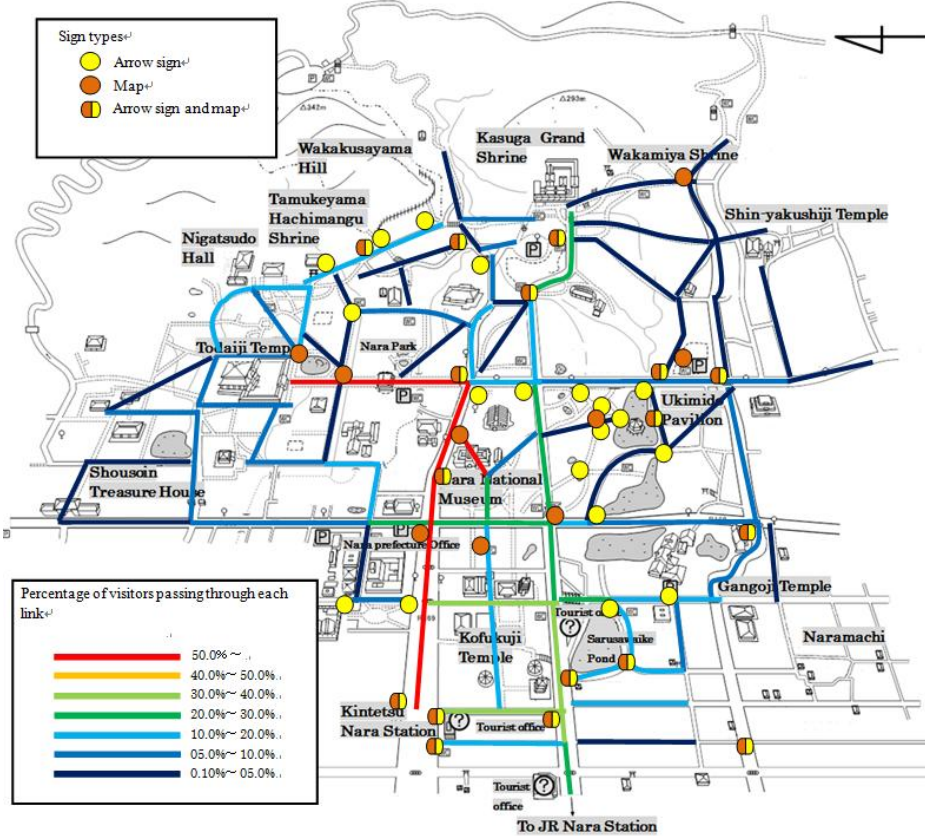 Sign types
Arrow sign
Map
Arrow sign and map
△342m
△293m
Wakakusayama
Hill
Kasuga Grand
Shrine
Wakamiya Shrine
Tamukeyama
Hachimangu
Shrine
Shin-yakushiji Temple
Nigatsudo
Hall
P
Todaiji Temp
Nara Park
P
P
Ukimido
Pavilion
Shousoin
Treasure House
Nara National
Museum
P
Nara prefecture Office
P
Gangoji Temple
Percentage of visitors passing through each
link
50.0%～
40.0%～ 50.0%
30.0%～ 40.0%
20.0%～ 30.0%
10.0%～ 20.0%
05.0%～ 10.0%
0.10%～ 05.0%
Tourist office
?
Sarusawaike
Pond
Naramachi
Kofukuji
Temple
Kintetsu
Nara Station
?
Tourist office
Tourist
office
?
To JR Nara Station